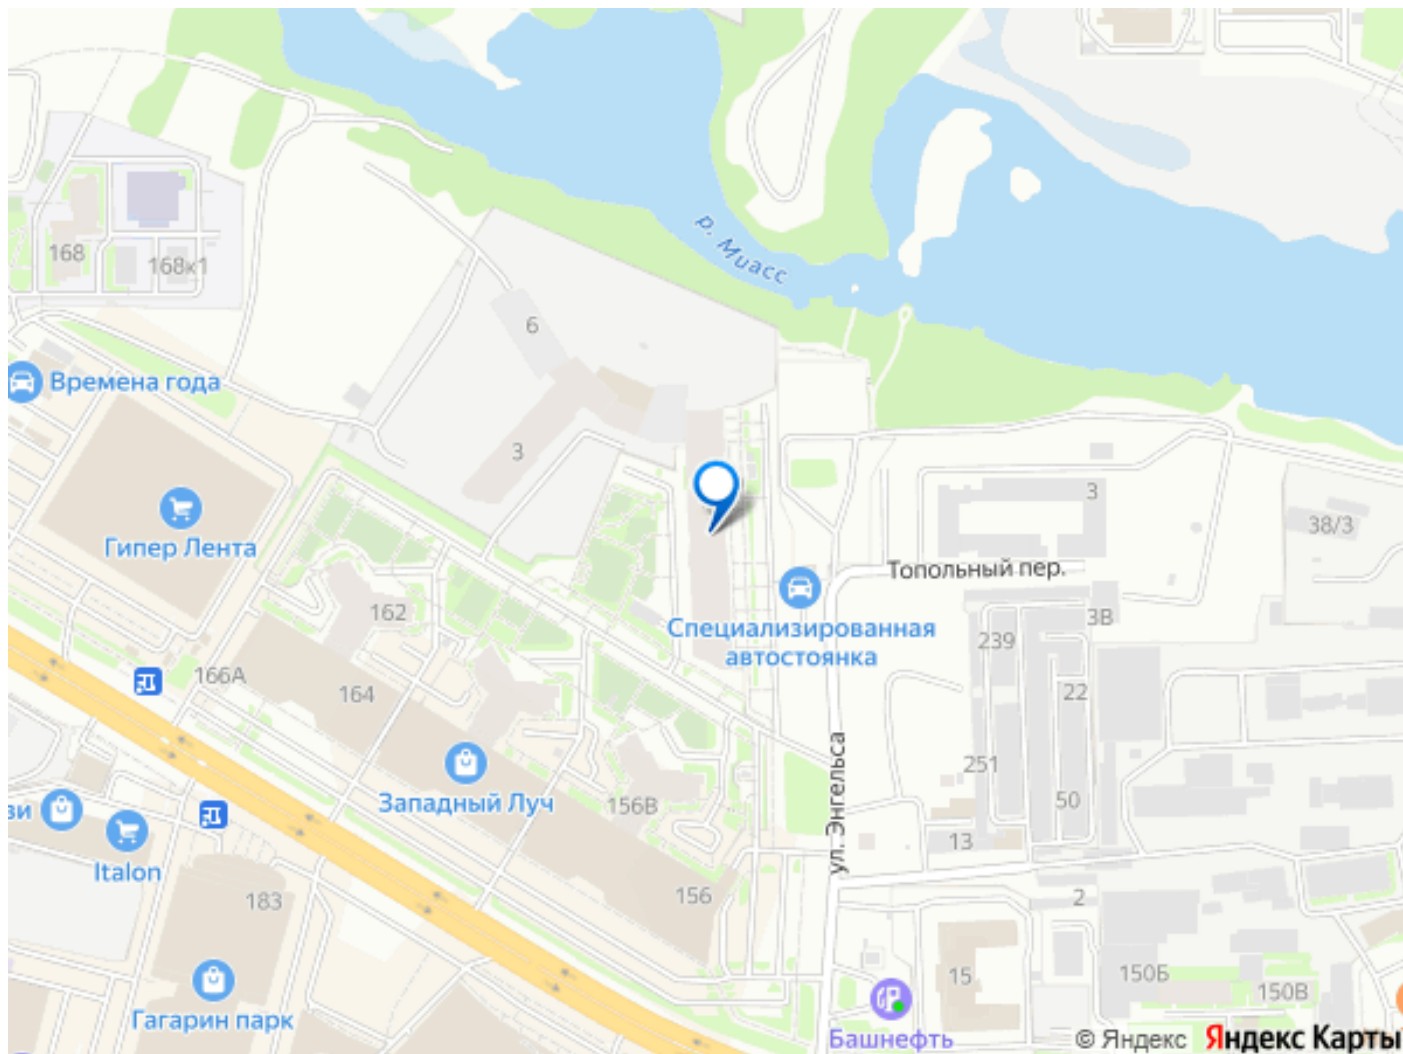 р. Миасс
168
168к1
6
Времена года
3
3
38/3
Гипер Лента
Топольный пер.
162
Специализированная
автостоянка
3В
239
166А
164
22
ул. Энгельса
251
Западный Луч
156В
50
зи
13
Italon
156
2
183
15
150Б
150В
Гагарин парк
Башнефть
© Яндекс Яндекс Карты